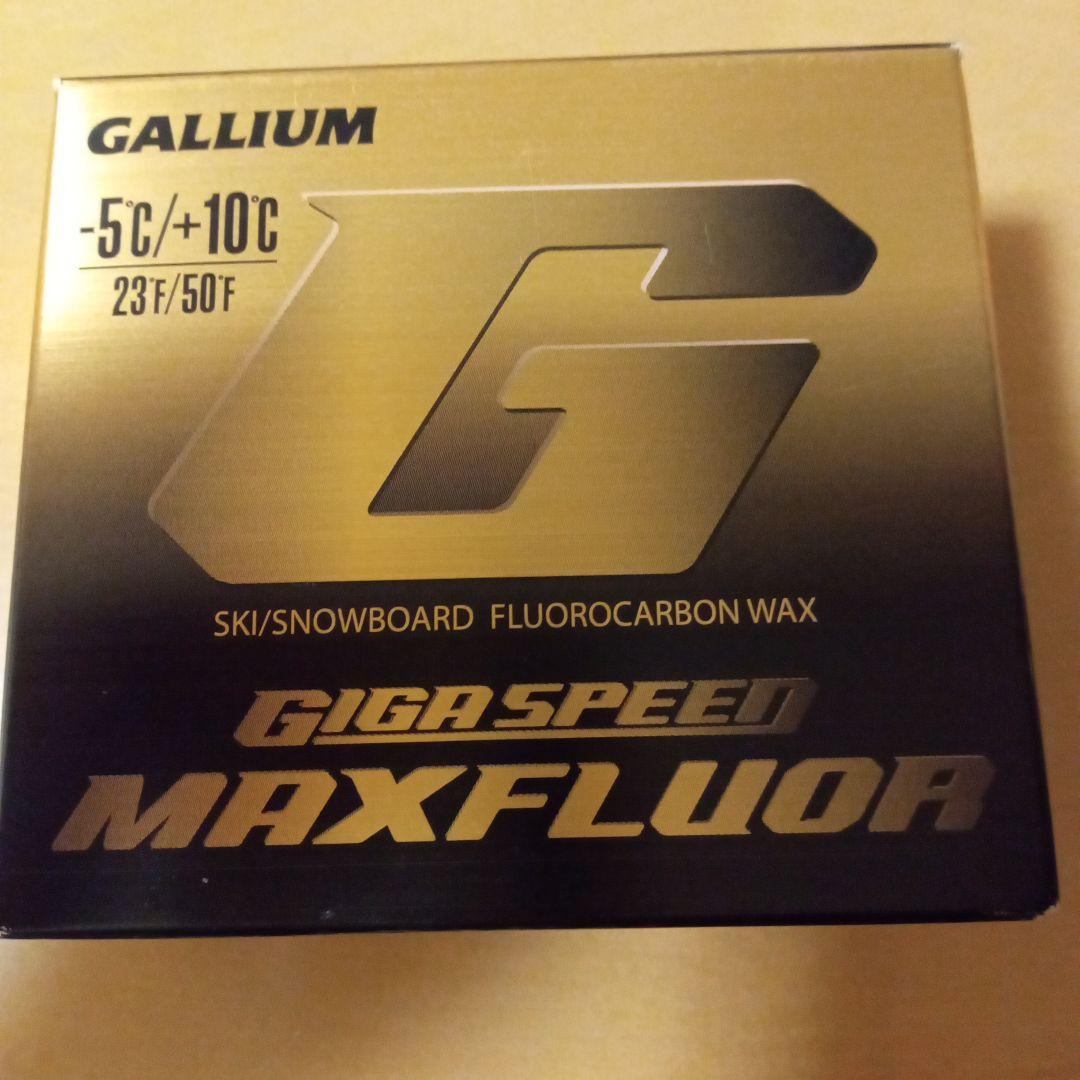 GALLIUM
-5°C/+10°C
23°F/50°F
G
SKI/SNOWBOARD FLUOROCARBON WAX
GIGA SPEED
MAXFLUOR